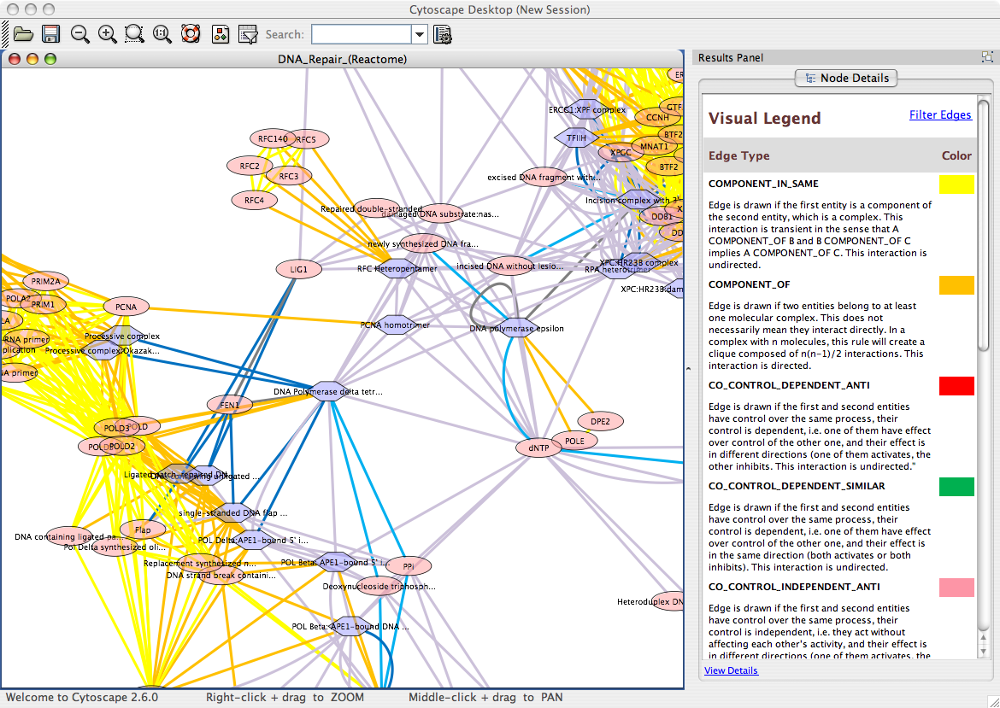 Cytoscape Desktop (New Session)
1:1
Search:
DNA_Repair_(Reactome)
Results Panel
Node Details
Visual Legend
Filter Edges
Edge Type
Color
COMPONENT_IN_SAME
Edge is drawn if the first entity is a component of
the second entity, which is a complex. This
interaction is transient in the sense that A
COMPONENT_OF B and B COMPONENT_OF C
implies A COMPONENT_OF C. This interaction is
undirected.
COMPONENT_OF
Edge is drawn if two entities belong to at least
one molecular complex. This does not
necessarily mean they interact directly. In a
complex with n molecules, this rule will create a
clique composed of n(n-1)/2 interactions. This
interaction is directed.
CO_CONTROL_DEPENDENT_ANTI
Edge is drawn if the first and second entities
have control over the same process, their
control is dependent, i.e. one of them have effect
over control of the other one, and their effect is
in different directions (one of them activates, the
other inhibits. This interaction is undirected."
CO_CONTROL_DEPENDENT_SIMILAR
Edge is drawn if the first and second entities
have control over the same process, their
control is dependent, i.e. one of them have effect
over control of the other one, and their effect is
in the same direction (both activates or both
inhibits). This interaction is undirected.
CO_CONTROL_INDEPENDENT_ANTI
Edge is drawn if the first and second entities
have control over the same process, their
control is independent, i.e. they act without
affecting each other's activity, and their effect is
in different directions (one of them activates, the
View Details
ERCC1:XPF complex
CCNH
GTF
TFIIH
BTF2
XPGC
MNAT1
BTF2
RFC140
RFC5
RFC2
RFC3
RFC4
excised DNA fragment with...
Incision complex with 3'
DDB1
DD
Repaired double-stranded
damaged DNA substrate:nas...
newly synthesized DNA fra...
LIG1
RFC Heteropentamer
incised DNA without lesio...
XPC:HR23B complex
RPA heterotrimer
XPC:HR23B:dam
PRIM2A
POLA2
PRIM1
PCNA
LA
RNA primer
plication
NA primer
Processive complex
Processive complex:Okazak...
PCNA homotrimer
DNA polymerase epsilon
DNA Polymerase delta tetr...
FEN1
DPE2
POLE
dNTP
POLD3
POLD
POLD2
Ligated patch-repaired DN
single-stranded DNA flap ...
Flap
DNA containing ligated pa...
Pol Delta synthesized oli...
POL Delta:APE1-bound 5' i...
Replacement synthesized n...
DNA strand break containi...
POL Beta:APE1-bound 5' i...
PPi
Deoxynucleoside triphosph...
Heteroduplex DN
POL Beta:APE1-bound DNA ...
Welcome to Cytoscape 2.6.0
Right-click + drag to ZOOM
Middle-click + drag to PAN